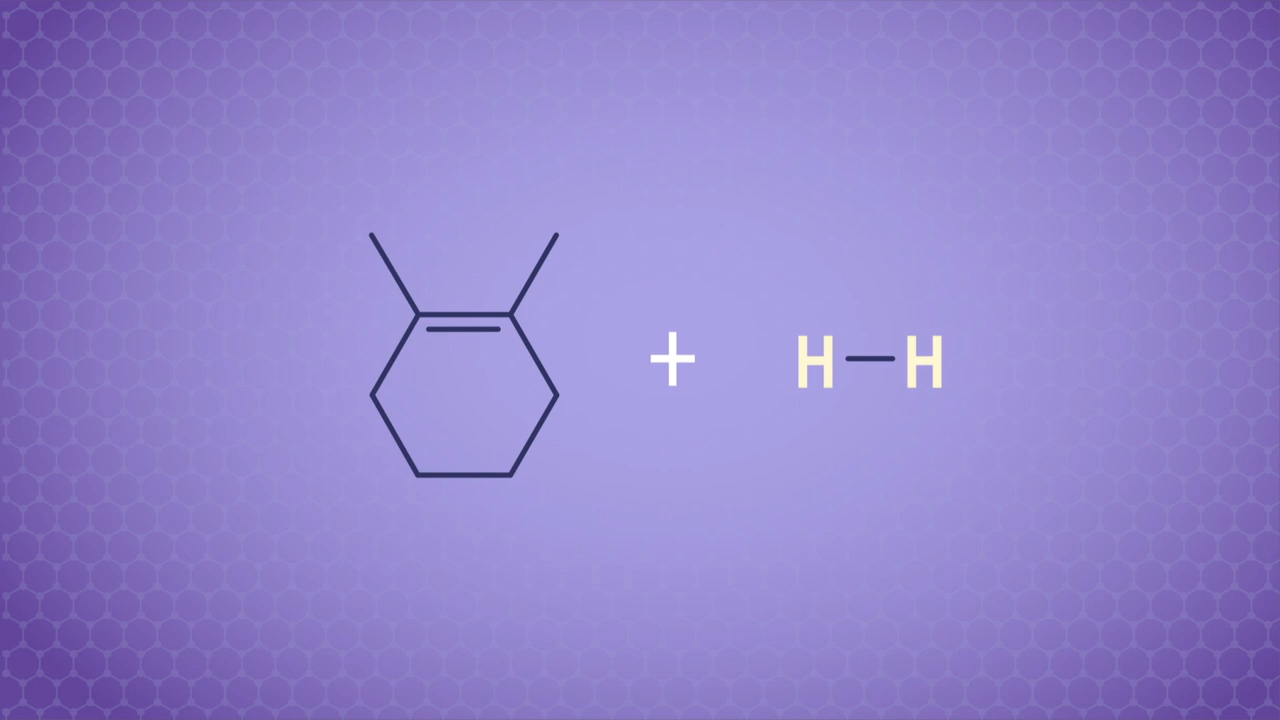 + H — H